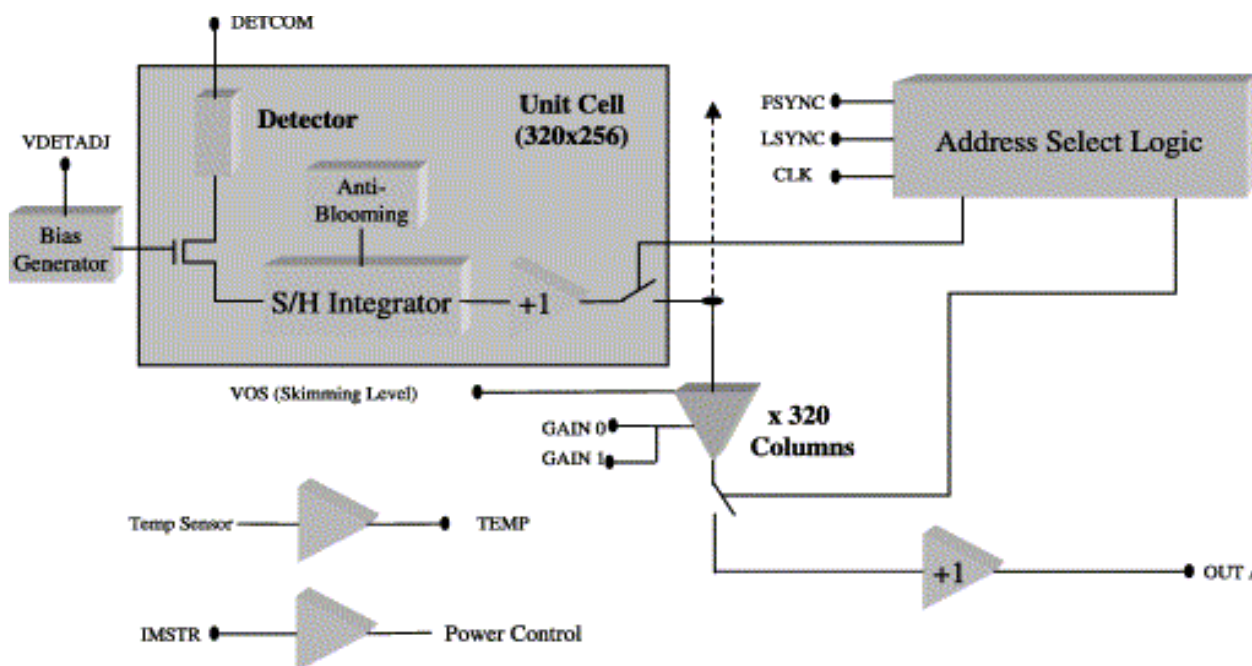 DETCOM
Unit Cell
(320x256)
Detector
VDETADJ
Anti-
Blooming
Bias
Generator
S/H Integrator
+1
FSYNC
LSYNC
CLK
Address Select Logic
VOS (Skimming Level)
GAIN 0
GAIN 1
x 320
Columns
Temp Sensor
TEMP
+1
OUT
IMSTR
Power Control